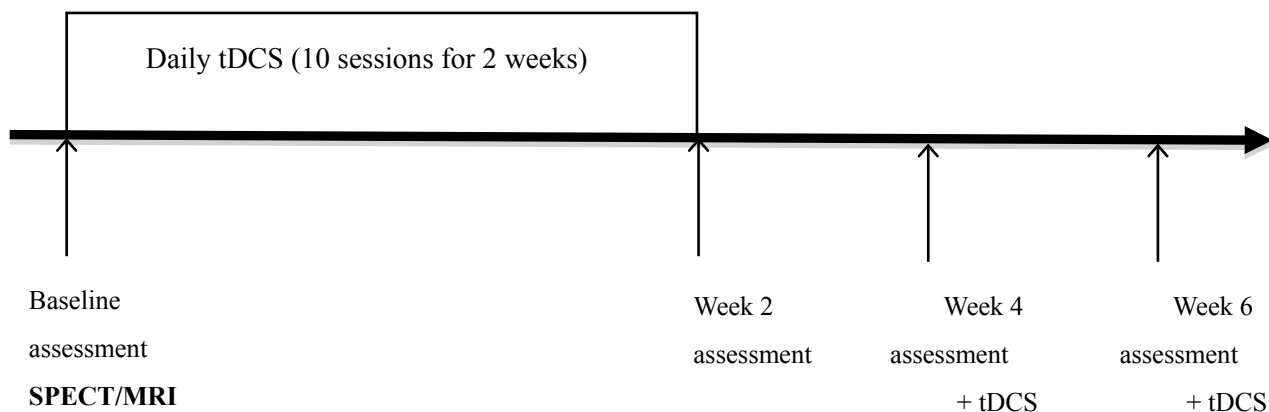 Daily tDCS (10 sessions for 2 weeks)
Baseline
assessment
SPECT/MRI
Week 2
assessment
Week 4
assessment
+ tDCS
Week 6
assessment
+ tDCS